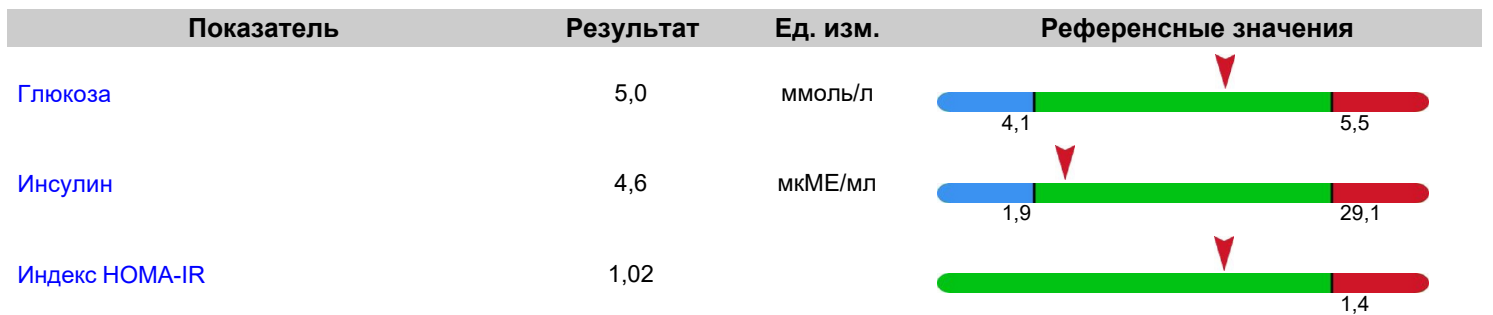 Показатель Результат Ед. изм. Референсные значения
Глюкоза 5,0 ммоль/л
4,1 5,5
Инсулин 4,6 мкМЕ/мл
1,9 29,1
Индекс HOMA-IR 1,02
1,4